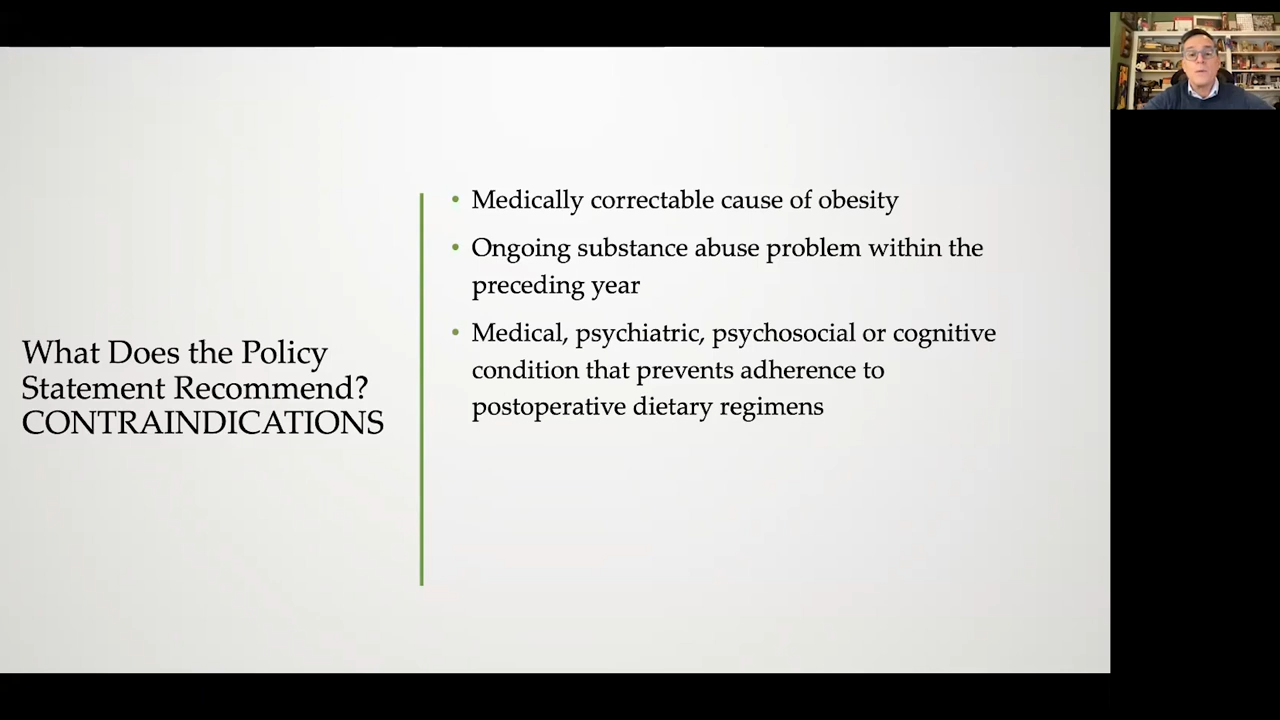 What Does the Policy
Statement Recommend?
CONTRAINDICATIONS
• Medically correctable cause of obesity
• Ongoing substance abuse problem within the
preceding year
• Medical, psychiatric, psychosocial or cognitive
condition that prevents adherence to
postoperative dietary regimens